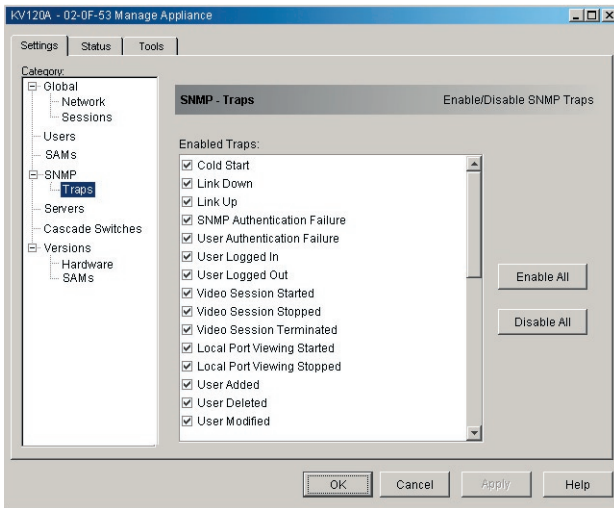 KV120A - 02-0F-53 Manage Appliance
Settings Status Tools
Category:
Global
Network
Sessions
Users
SAMs
SNMP
Traps
Servers
Cascade Switches
Versions
Hardware
SAMs
SNMP - Traps Enable/Disable SNMP Traps
Enabled Traps:
Cold Start
Link Down
Link Up
SNMP Authentication Failure
User Authentication Failure
User Logged In
User Logged Out
Video Session Started
Video Session Stopped
Video Session Terminated
Local Port Viewing Started
Local Port Viewing Stopped
User Added
User Deleted
User Modified
Enable All
Disable All
OK Cancel Apply Help